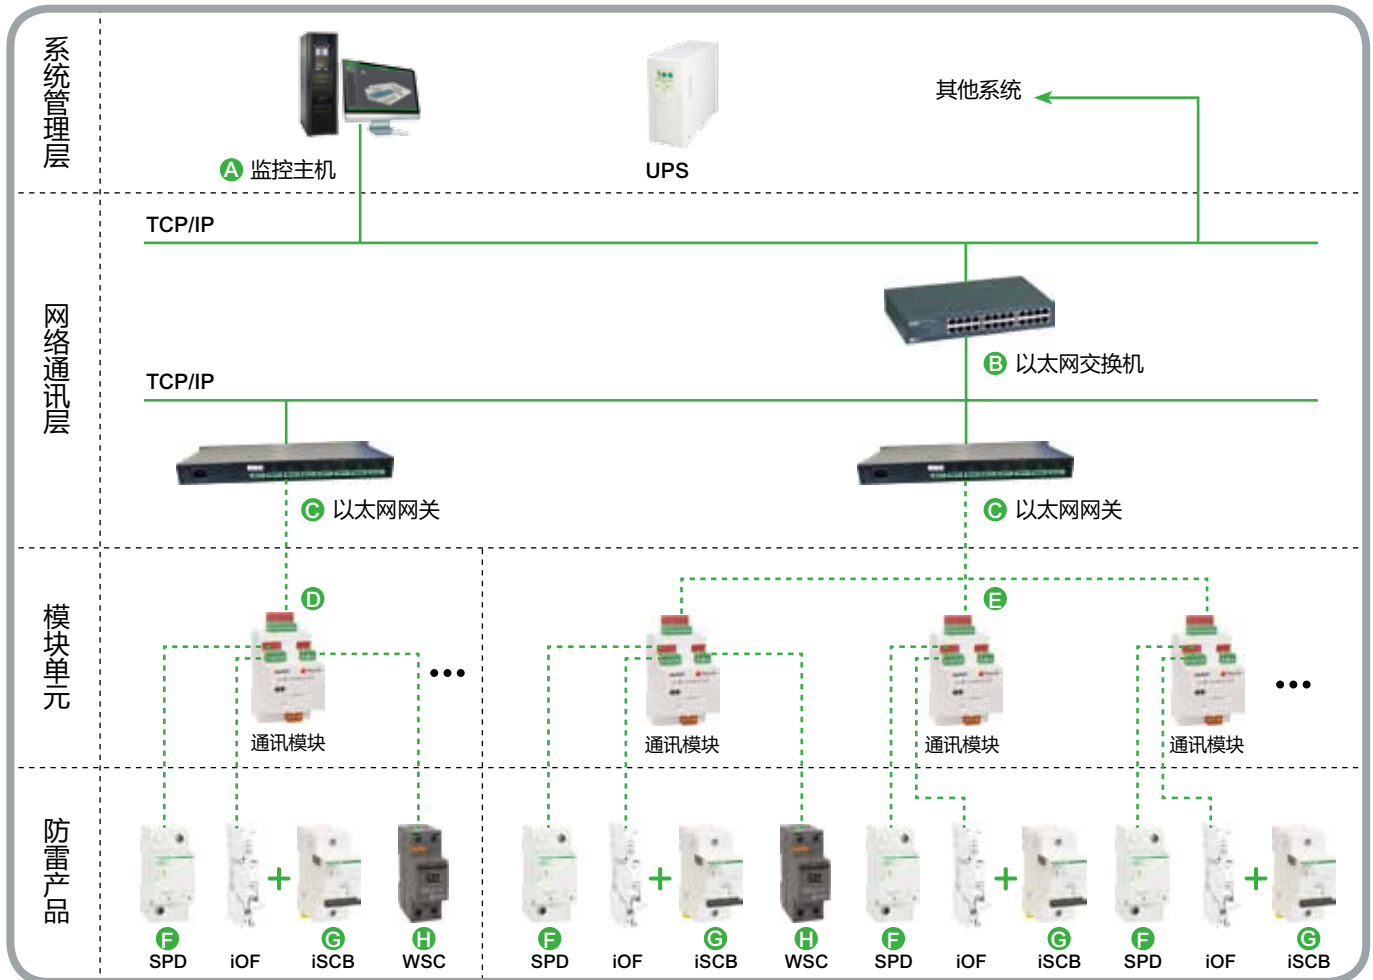 系统管理层
A 监控主机
UPS
其他系统
网络通讯层
TCP/IP
B 以太网交换机
TCP/IP
C 以太网网关
C 以太网网关
模块单元
D
E
通讯模块
通讯模块
通讯模块
通讯模块
防雷产品
F G H F G H F G F G
SPD iOF iSCB WSC SPD iOF iSCB WSC SPD iOF iSCB SPD iOF iSCB